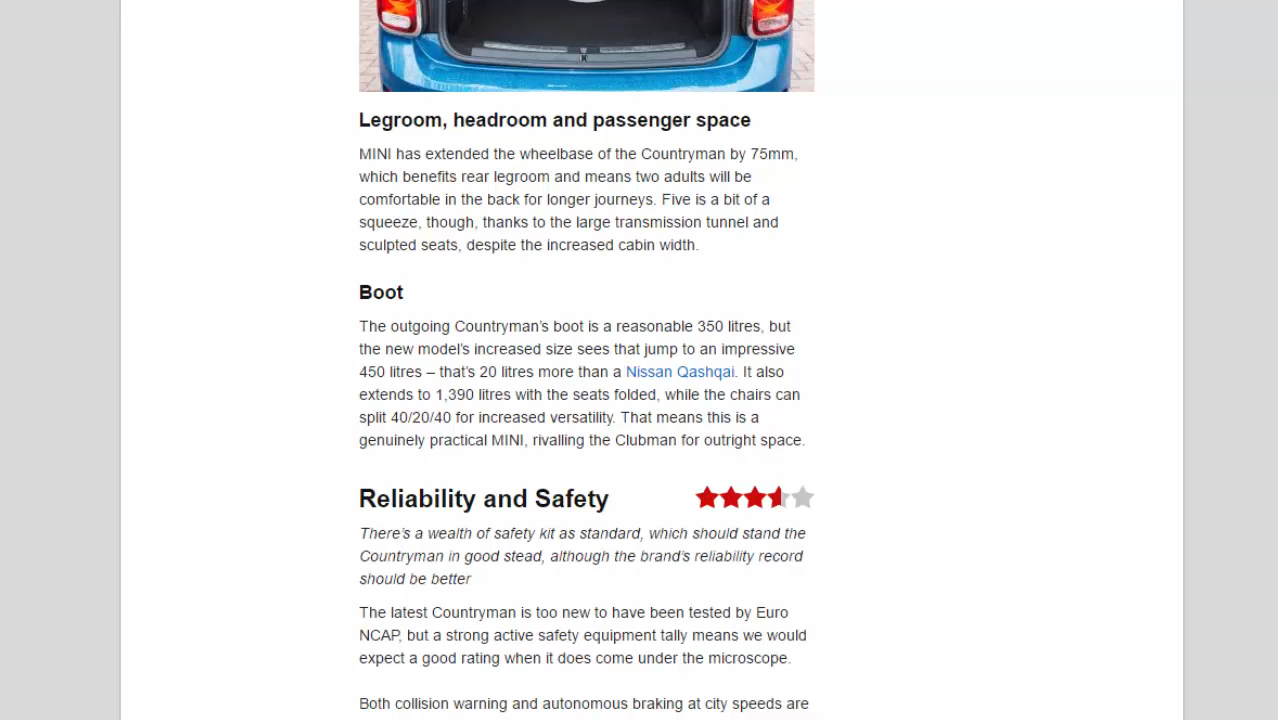 Legroom, headroom and passenger space
MINI has extended the wheelbase of the Countryman by 75mm,
which benefits rear legroom and means two adults will be
comfortable in the back for longer journeys. Five is a bit of a
squeeze, though, thanks to the large transmission tunnel and
sculpted seats, despite the increased cabin width.
Boot
The outgoing Countryman’s boot is a reasonable 350 litres, but
the new model’s increased size sees that jump to an impressive
450 litres – that’s 20 litres more than a Nissan Qashqai. It also
extends to 1,390 litres with the seats folded, while the chairs can
split 40/20/40 for increased versatility. That means this is a
genuinely practical MINI, rivalling the Clubman for outright space.
Reliability and Safety
There’s a wealth of safety kit as standard, which should stand the
Countryman in good stead, although the brand’s reliability record
should be better
The latest Countryman is too new to have been tested by Euro
NCAP, but a strong active safety equipment tally means we would
expect a good rating when it does come under the microscope.
Both collision warning and autonomous braking at city speeds are